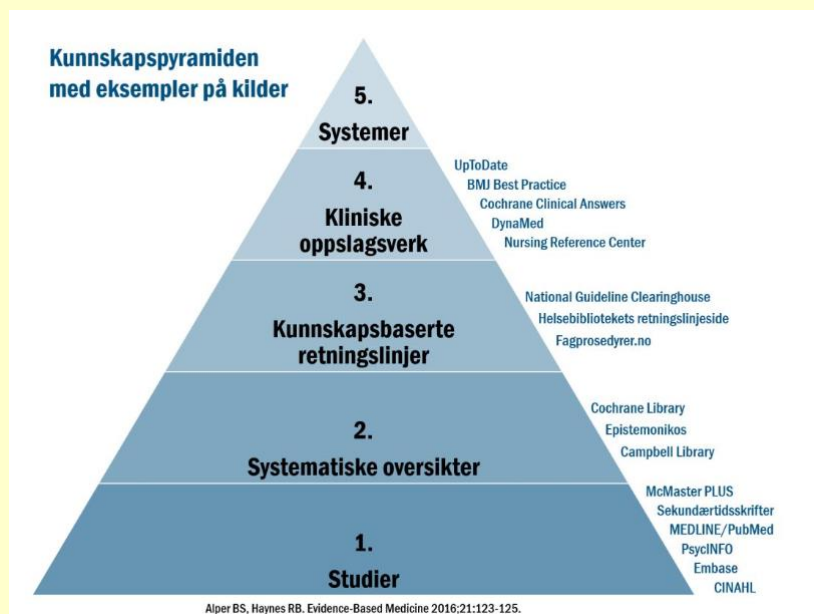 Kunnskapspyramiden
med eksempler på kilder
5.
Systemer
4.
Kliniske
oppslagsverk
UpToDate
BMJ Best Practice
Cochrane Clinical Answers
DynaMed
Nursing Reference Center
3.
Kunnskapsbaserte
retningslinjer
National Guideline Clearinghouse
Helsebibliotekets retningslinjeside
Fagprosedyrer.no
2.
Systematiske oversikter
Cochrane Library
Epistemonikos
Campbell Library
1.
Studier
McMaster PLUS
Sekundærtidsskrifter
MEDLINE/PubMed
PsycINFO
Embase
CINAHL
Alper BS, Haynes RB. Evidence-Based Medicine 2016;21:123-125.